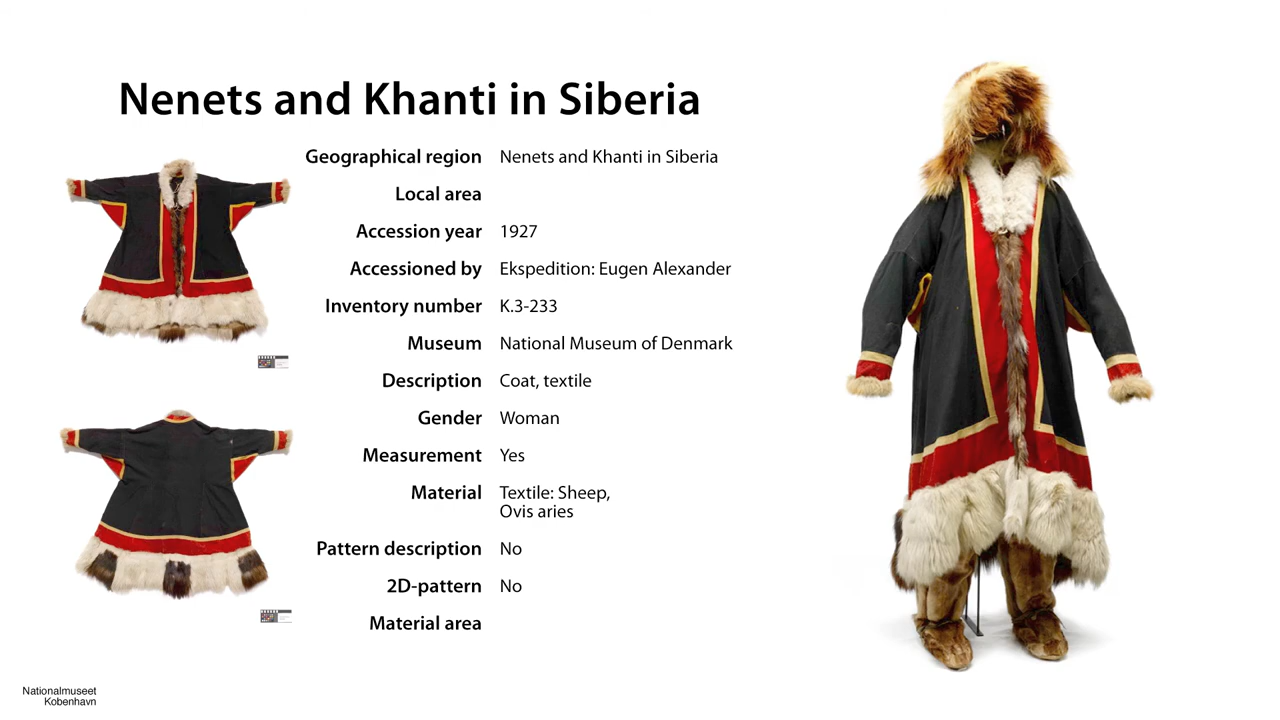 Nenets and Khanti in Siberia
Geographical region Nenets and Khanti in Siberia
Local area
Accession year 1927
Accessioned by Ekspedition: Eugen Alexander
Inventory number K.3-233
Museum National Museum of Denmark
Description Coat, textile
Gender Woman
Measurement Yes
Material Textile: Sheep,
Ovis aries
Pattern description No
2D-pattern No
Material area
Nationalmuseet
Kobenhavn